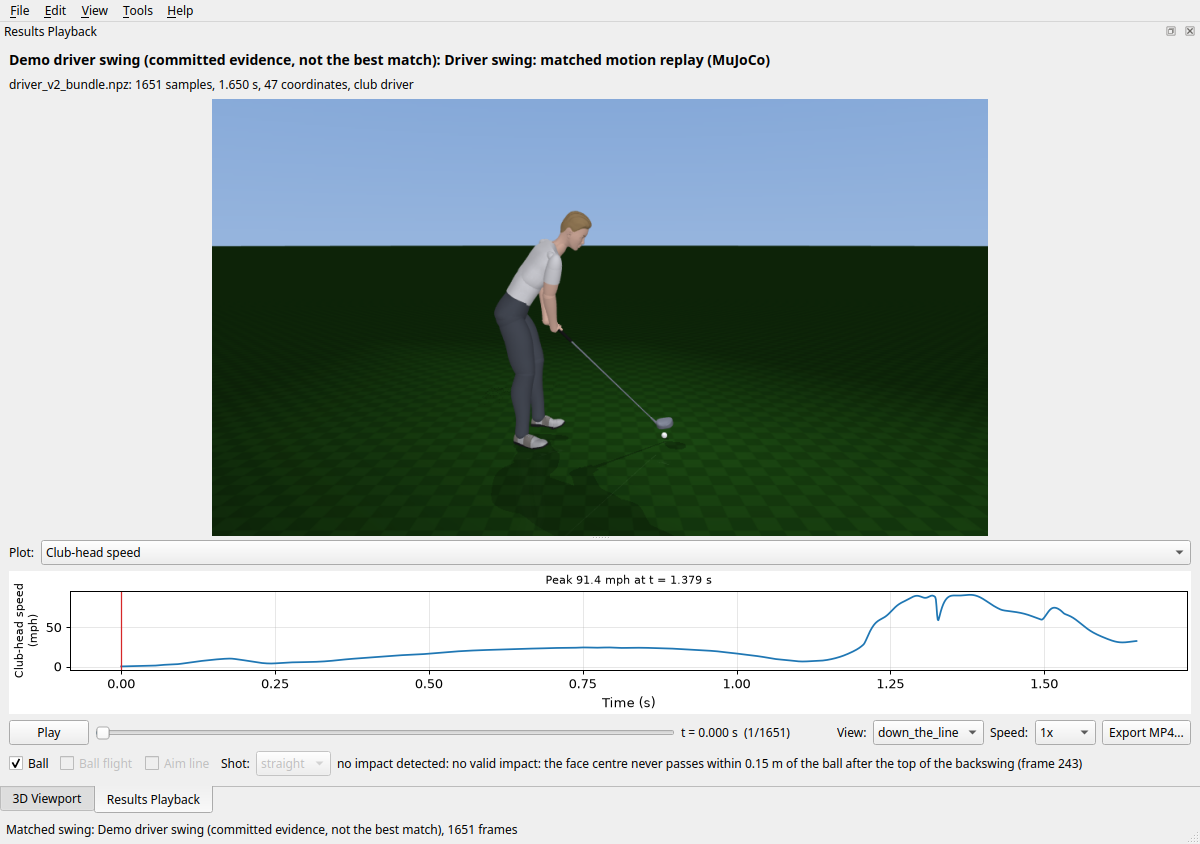 File Edit View Tools Help
Results Playback
Demo driver swing (committed evidence, not the best match): Driver swing: matched motion replay (MuJoCo)
driver_v2_bundle.npz: 1651 samples, 1.650 s, 47 coordinates, club driver
Plot: Club-head speed
Peak 91.4 mph at t = 1.379 s
Club-head speed
(mph)
50
0
0.00 0.25 0.50 0.75 1.00 1.25 1.50
Time (s)
Play t = 0.000 s (1/1651) View: down_the_line Speed: 1x Export MP4...
Ball Ball flight Aim line Shot: straight no impact detected: no valid impact: the face centre never passes within 0.15 m of the ball after the top of the backswing (frame 243)
3D Viewport Results Playback
Matched swing: Demo driver swing (committed evidence, not the best match), 1651 frames